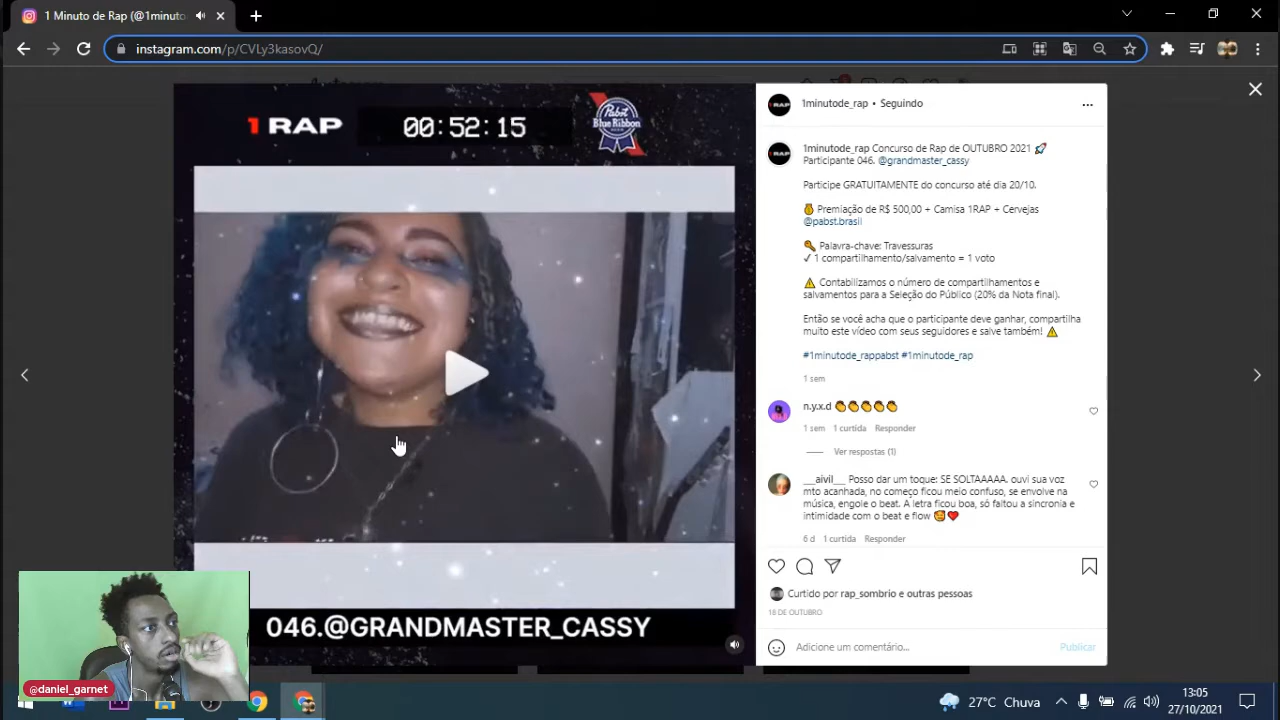 1 Minuto de Rap (@1minuto
instagram.com/p/CVLy3kasovQ/
1 RAP
00:52:15
Pabst
Blue Ribbon
046.@GRANDMASTER_CASSY
@daniel_garnet
1minutode_rap • Seguindo
1minutode_rap Concurso de Rap de OUTUBRO 2021 🚀
Participante 046. @grandmaster_cassy
Participe GRATUITAMENTE do concurso até dia 20/10.
🏅 Premiação de R$ 500,00 + Camisa 1RAP + Cervejas
@pabst.brasil
🔑 Palavra-chave: Travessuras
✓ 1 compartilhamento/salvamento = 1 voto
⚠️ Contabilizamos o número de compartilhamentos e
salvamentos para a Seleção do Público (20% da Nota final).
Então se você acha que o participante deve ganhar, compartilha
muito este vídeo com seus seguidores e salve também! ⚠️
#1minutode_rappabst #1minutode_rap
1 sem
n.y.x.d 👏👏👏👏👏
1 sem 1 curtida Responder
Ver respostas (1)
___aivil___ Posso dar um toque: SE SOLTAAAAA. ouvi sua voz
mto acanhada, no começo ficou meio confuso, se envolve na
música, engole o beat. A letra ficou boa, só faltou a sincronia e
intimidade com o beat e flow 🥰❤️
6 d 1 curtida Responder
Curtido por rap_sombrio e outras pessoas
18 DE OUTUBRO
Adicione um comentário...
Publicar
27°C Chuva
13:05
27/10/2021